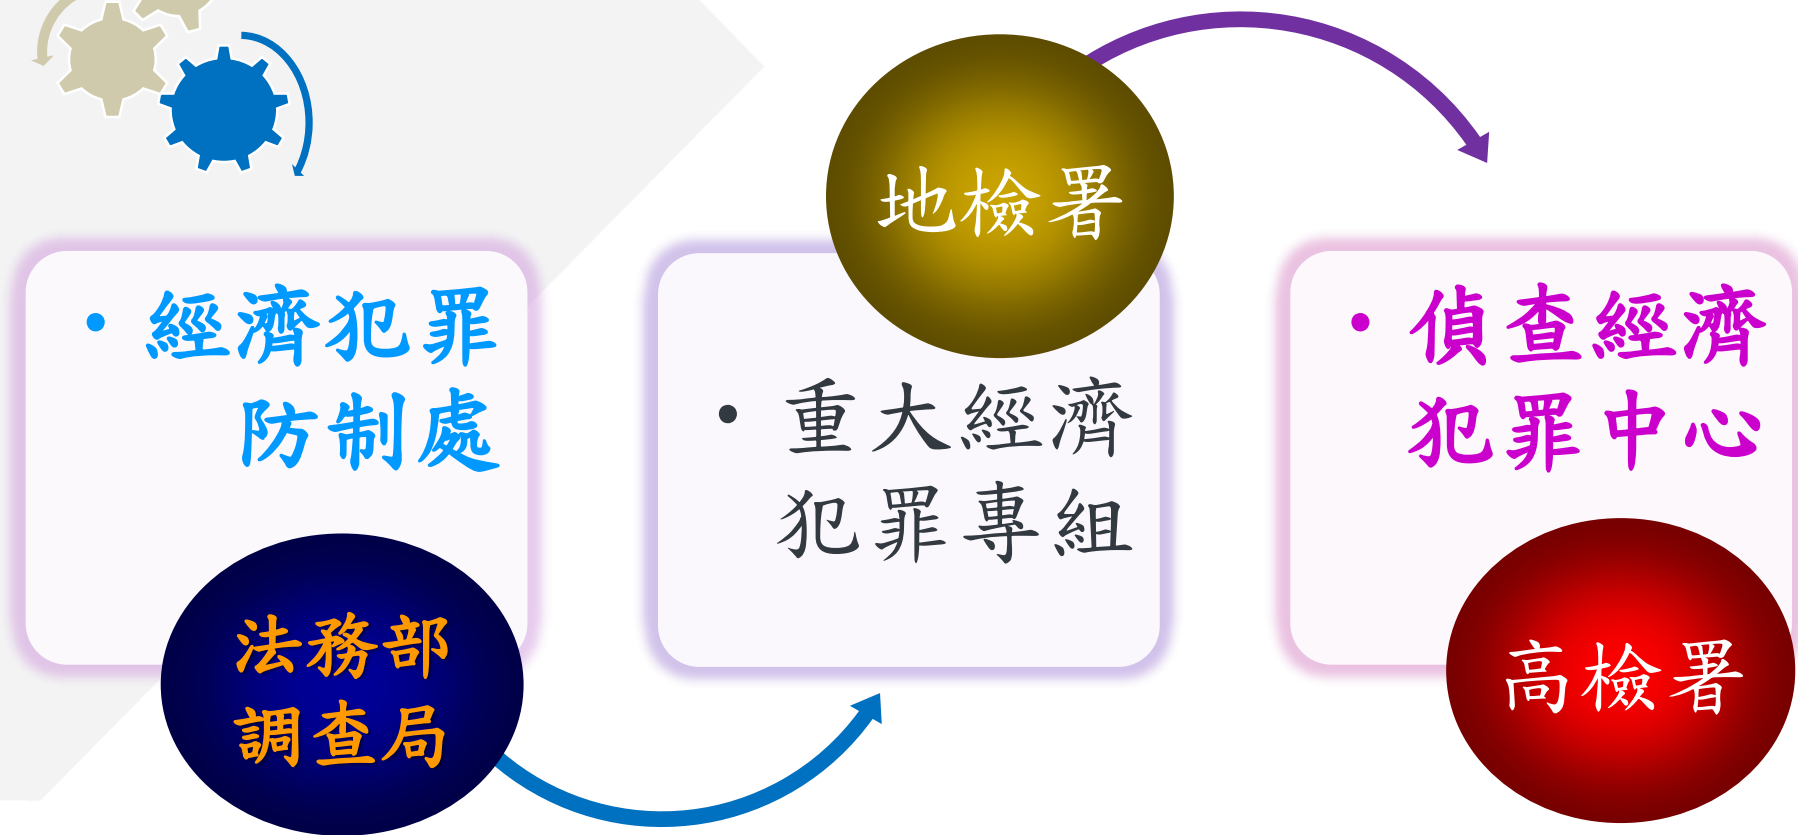 • 經濟犯罪
防制處
法務部
調查局
地檢署
• 重大經濟
犯罪專組
• 偵查經濟
犯罪中心
高檢署